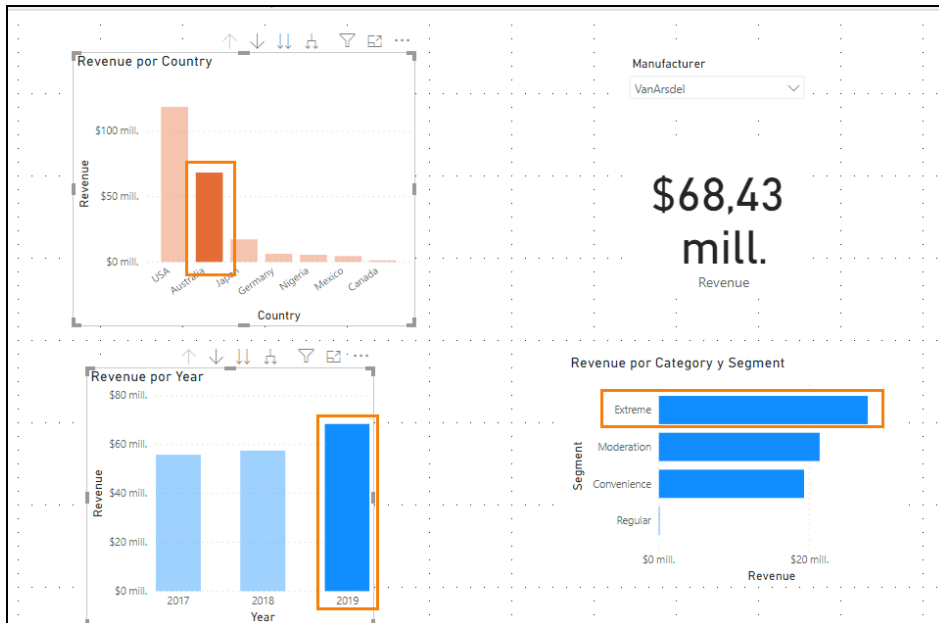 Revenue por Country
Revenue
$100 mill.
$50 mill.
$0 mill.
USA
Australia
Japan
Germany
Nigeria
Mexico
Canada
Country
Manufacturer
VanArsdel
$68,43
mill.
Revenue
Revenue por Year
Revenue
$80 mill.
$60 mill.
$40 mill.
$20 mill.
$0 mill.
2017
2018
2019
Year
Revenue por Category y Segment
Segment
Extreme
Moderation
Convenience
Regular
$0 mill.
$20 mill.
Revenue